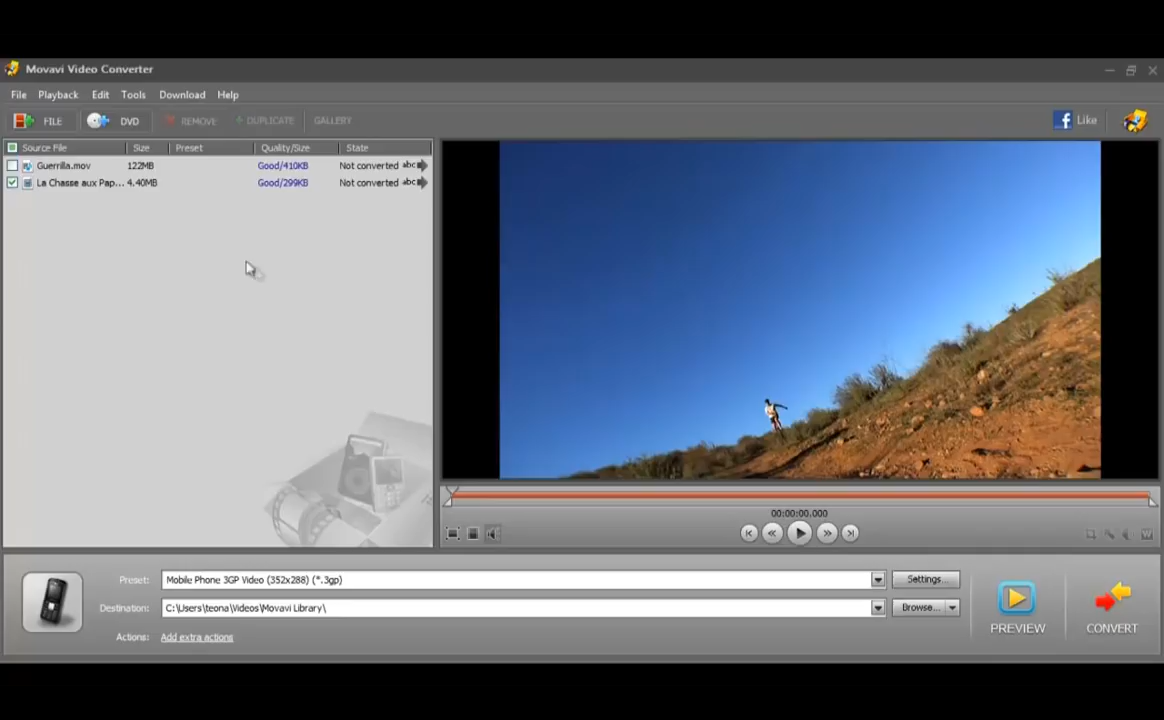 Movavi Video Converter
File Playback Edit Tools Download Help
FILE DVD REMOVE DUPLICATE GALLERY Like
Source File Size Preset Quality/Size State
Guerrilla.mov 122MB Good/410KB Not converted abc
La Chasse aux Pap... 4.40MB Good/299KB Not converted abc
00:00:00.000
Preset: Mobile Phone 3GP Video (352x288) (*.3gp) Settings...
Destination: C:\Users\teona\Videos\Movavi Library\ Browse...
PREVIEW CONVERT
Actions: Add extra actions